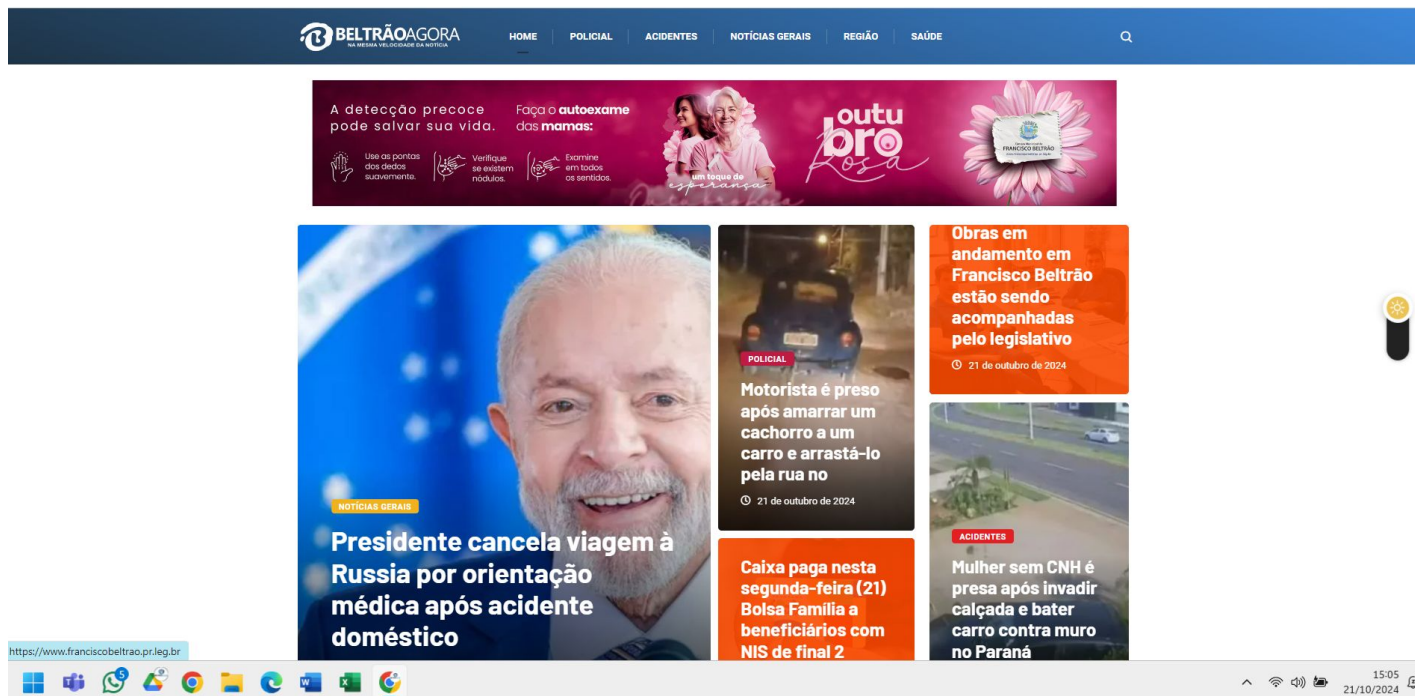 BELTRÃOAGORA
NA MESMA VELOCIDADE DA NOTÍCIA
HOME
POLICIAL
ACIDENTES
NOTÍCIAS GERAIS
REGIÃO
SAÚDE
A detecção precoce
pode salvar sua vida.
Use as pontas
dos dedos
suavemente.
Faça o autoexame
das mamas:
Verifique
se existem
nódulos.
Examine
em todos
os sentidos.
um toque de
esperança
outu
bro
Rosa
FRANCISCO BELTRÃO
NOTÍCIAS GERAIS
Presidente cancela viagem à
Russia por orientação
médica após acidente
doméstico
POLICIAL
Motorista é preso
após amarrar um
cachorro a um
carro e arrastá-lo
pela rua no
21 de outubro de 2024
Caixa paga nesta
segunda-feira (21)
Bolsa Família a
beneficiários com
NIS de final 2
Obras em
andamento em
Francisco Beltrão
estão sendo
acompanhadas
pelo legislativo
21 de outubro de 2024
ACIDENTES
Mulher sem CNH é
presa após invadir
calçada e bater
carro contra muro
no Paraná
https://www.franciscobeltrao.pr.leg.br
5
15:05
21/10/2024